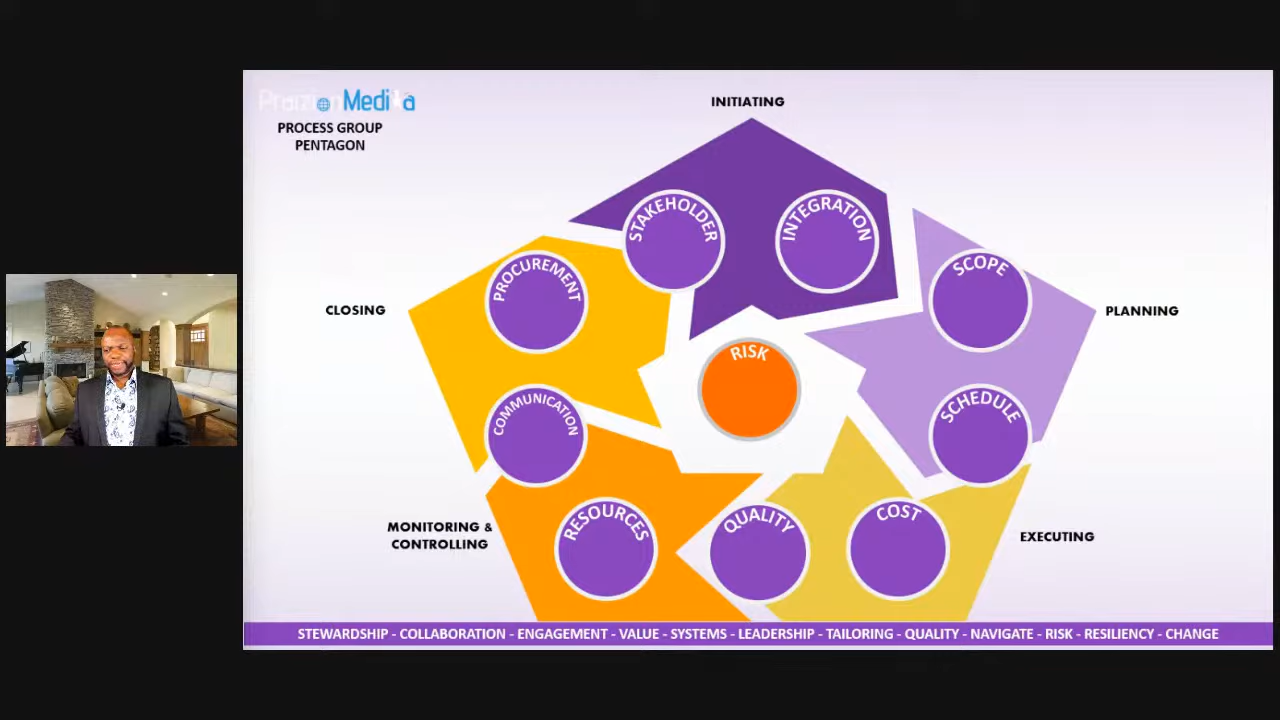 Praizion Media
PROCESS GROUP
PENTAGON
INITIATING
STAKEHOLDER
INTEGRATION
PROCUREMENT
SCOPE
CLOSING
PLANNING
RISK
COMMUNICATION
SCHEDULE
MONITORING &
CONTROLLING
RESOURCES
QUALITY
COST
EXECUTING
STEWARDSHIP - COLLABORATION - ENGAGEMENT - VALUE - SYSTEMS - LEADERSHIP - TAILORING - QUALITY - NAVIGATE - RISK - RESILIENCY - CHANGE